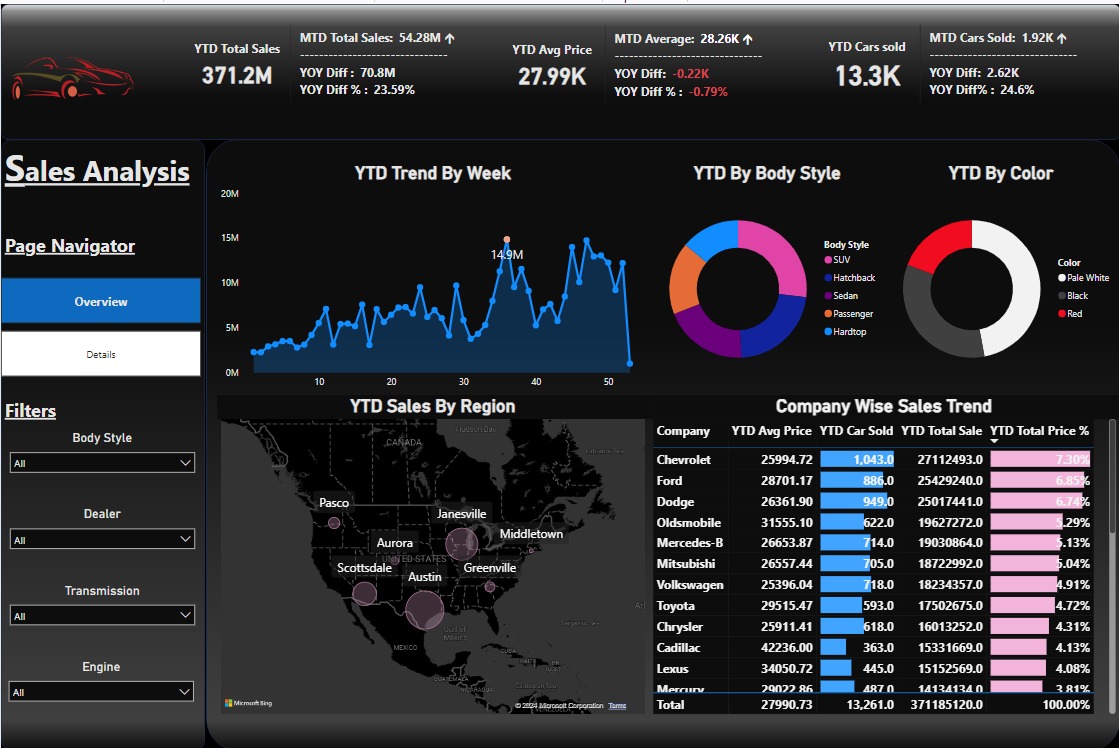 YTD Total Sales
371.2M
MTD Total Sales: 54.28M ↑
-----------------------------
YOY Diff : 70.8M
YOY Diff % : 23.59%
YTD Avg Price
27.99K
MTD Average: 28.26K ↑
-----------------------------
YOY Diff: -0.22K
YOY Diff % : -0.79%
YTD Cars sold
13.3K
MTD Cars Sold: 1.92K ↑
-----------------------------
YOY Diff: 2.62K
YOY Diff% : 24.6%
Sales Analysis
Page Navigator
Overview
Details
Filters
Body Style
All
Dealer
All
Transmission
All
Engine
All
YTD Trend By Week
20M
15M
10M
5M
0M
14.9M
10 20 30 40 50
YTD By Body Style
Body Style
SUV
Hatchback
Sedan
Passenger
Hardtop
YTD By Color
Color
Pale White
Black
Red
YTD Sales By Region
Hudson Bay
CANADA
Labrador Sea
Pasco
Janesville
Aurora
Middletown
UNITED STATES
Scottsdale
Austin
Greenville
Gulf of
Mexico
MEXICO
CUBA
GUATEMALA
NICARAGUA
Caribbean Sea
Sargasso Sea
Microsoft Bing
© 2024 Microsoft Corporation Terms
Company Wise Sales Trend
Company YTD Avg Price YTD Car Sold YTD Total Sale YTD Total Price %
Chevrolet 25994.72 1,043.0 27112493.0 7.30%
Ford 28701.17 886.0 25429240.0 6.85%
Dodge 26361.90 949.0 25017441.0 6.74%
Oldsmobile 31555.10 622.0 19627272.0 5.29%
Mercedes-B 26653.87 714.0 19030864.0 5.13%
Mitsubishi 26557.44 705.0 18722992.0 5.04%
Volkswagen 25396.04 718.0 18234357.0 4.91%
Toyota 29515.47 593.0 17502675.0 4.72%
Chrysler 25911.41 618.0 16013252.0 4.31%
Cadillac 42236.00 363.0 15331669.0 4.13%
Lexus 34050.72 445.0 15152569.0 4.08%
Mercury 29022.86 487.0 14134134.0 3.81%
Total 27990.73 13,261.0 371185120.0 100.00%